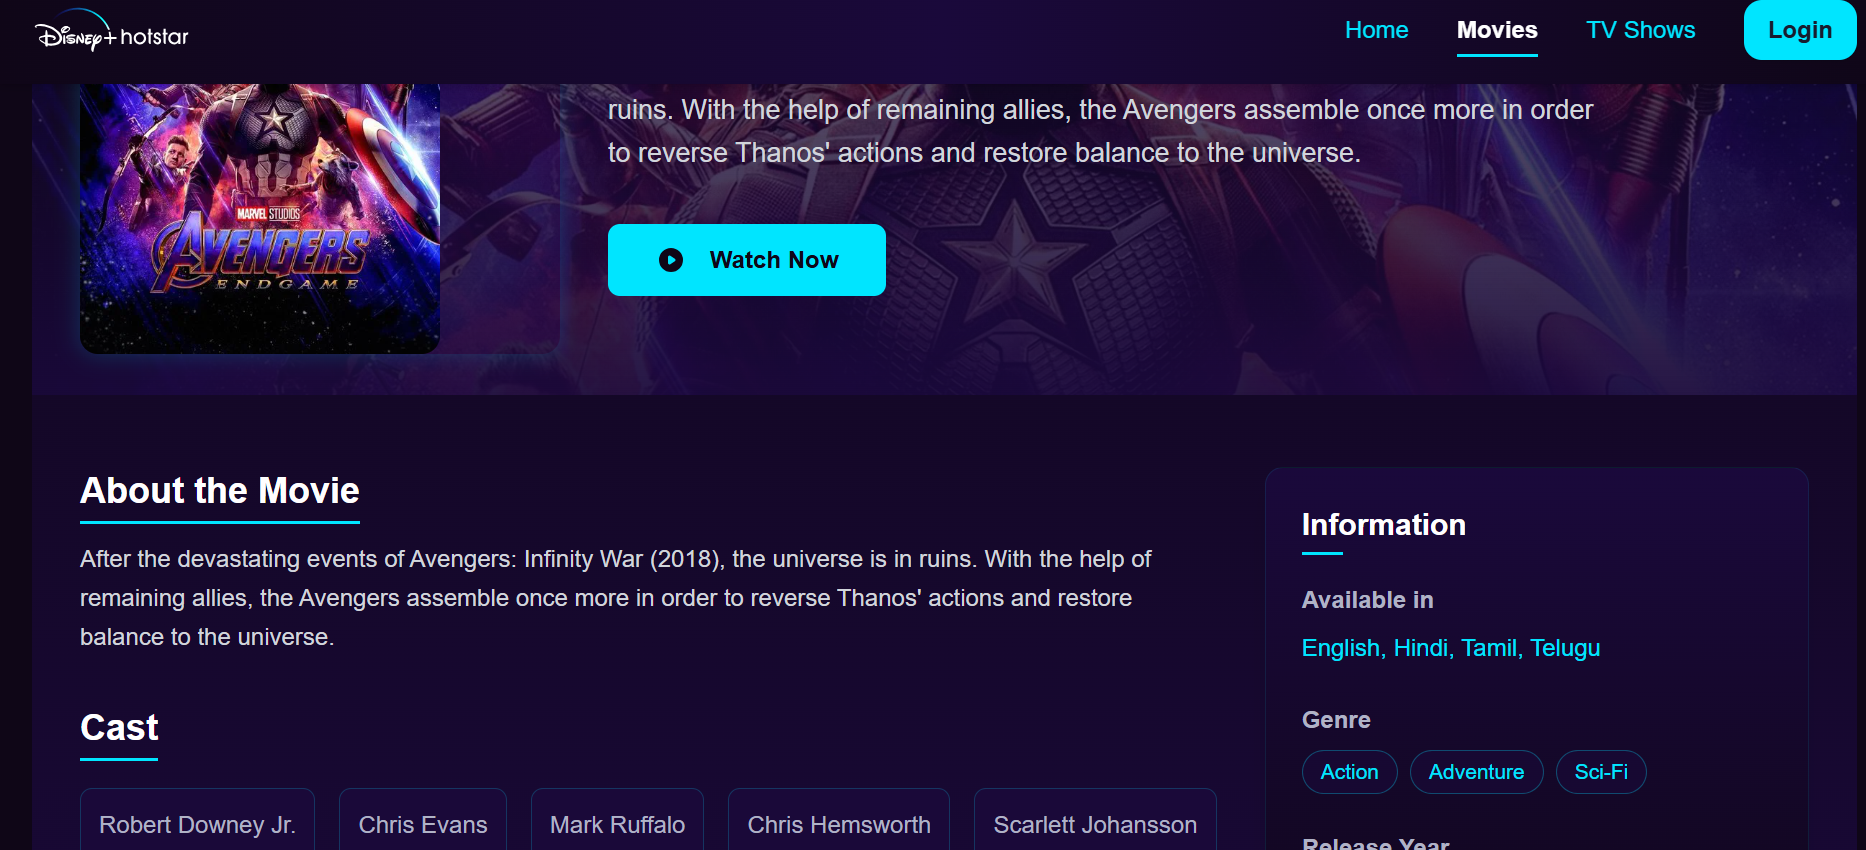 Disney+ hotstar
Home
Movies
TV Shows
Login
ruins. With the help of remaining allies, the Avengers assemble once more in order
to reverse Thanos' actions and restore balance to the universe.
MARVEL STUDIOS
AVENGERS
ENDGAME
Watch Now
About the Movie
After the devastating events of Avengers: Infinity War (2018), the universe is in ruins. With the help of
remaining allies, the Avengers assemble once more in order to reverse Thanos' actions and restore
balance to the universe.
Cast
Robert Downey Jr.
Chris Evans
Mark Ruffalo
Chris Hemsworth
Scarlett Johansson
Information
Available in
English, Hindi, Tamil, Telugu
Genre
Action
Adventure
Sci-Fi
Release Year